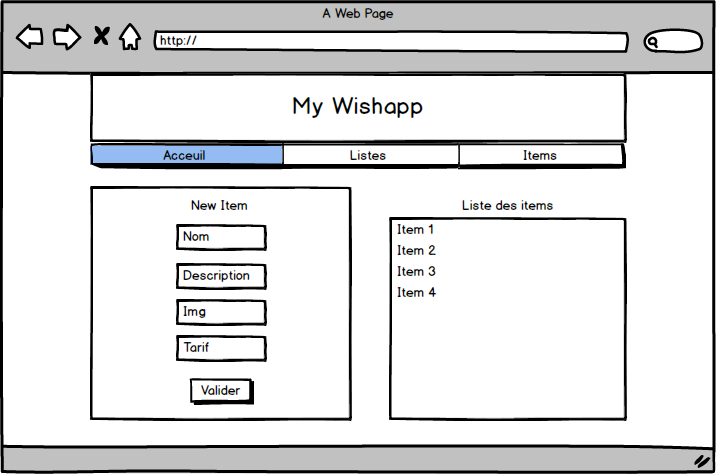 A Web Page
http://
My Wishapp
Acceuil Listes Items
New Item
Nom
Description
Img
Tarif
Valider
Liste des items
Item 1
Item 2
Item 3
Item 4